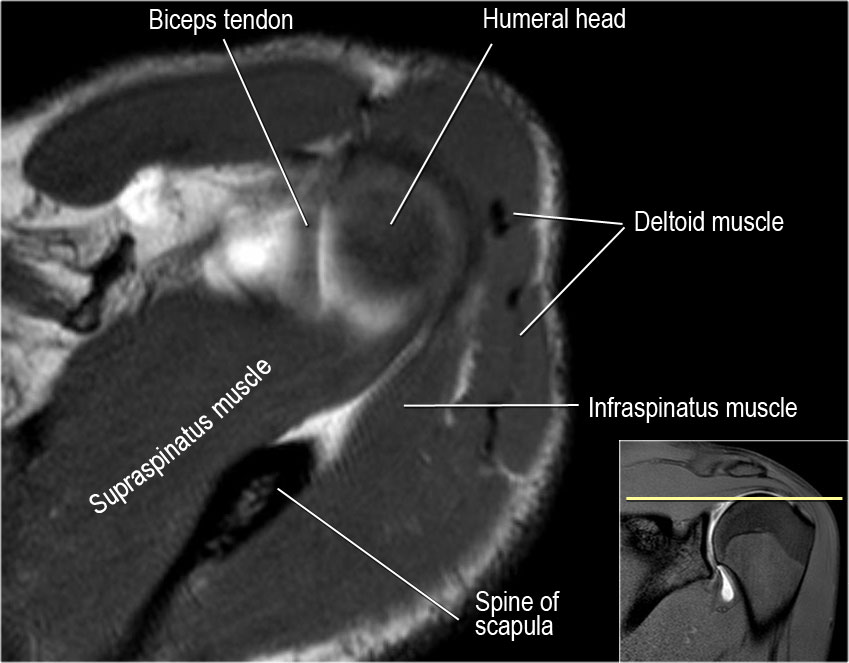 Biceps tendon
Humeral head
Deltoid muscle
Supraspinatus muscle
Infraspinatus muscle
Spine of
scapula